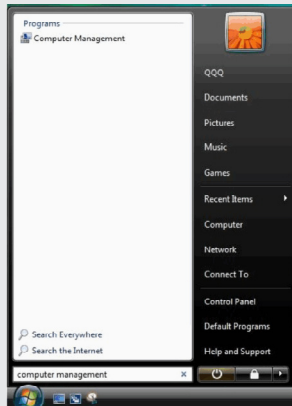 Programs
Computer Management
Search Everywhere
Search the Internet
computer management
QQQ
Documents
Pictures
Music
Games
Recent Items
Computer
Network
Connect To
Control Panel
Default Programs
Help and Support